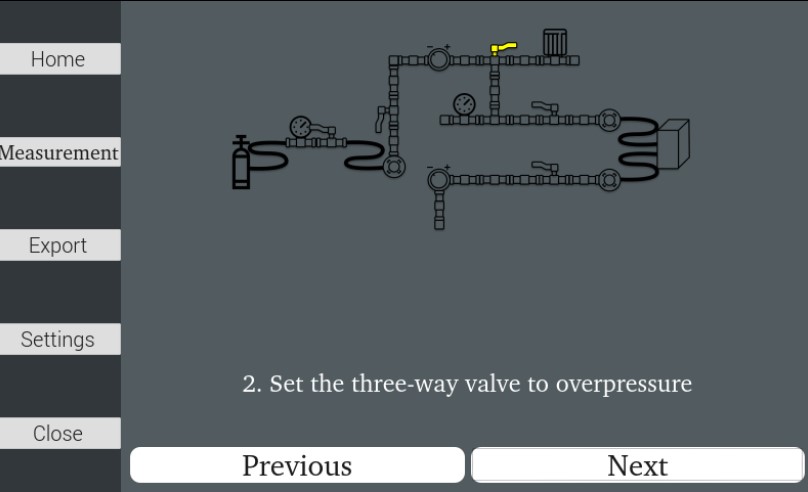 Home
Measurement
Export
Settings
Close
- +
- +
2. Set the three-way valve to overpressure
Previous
Next